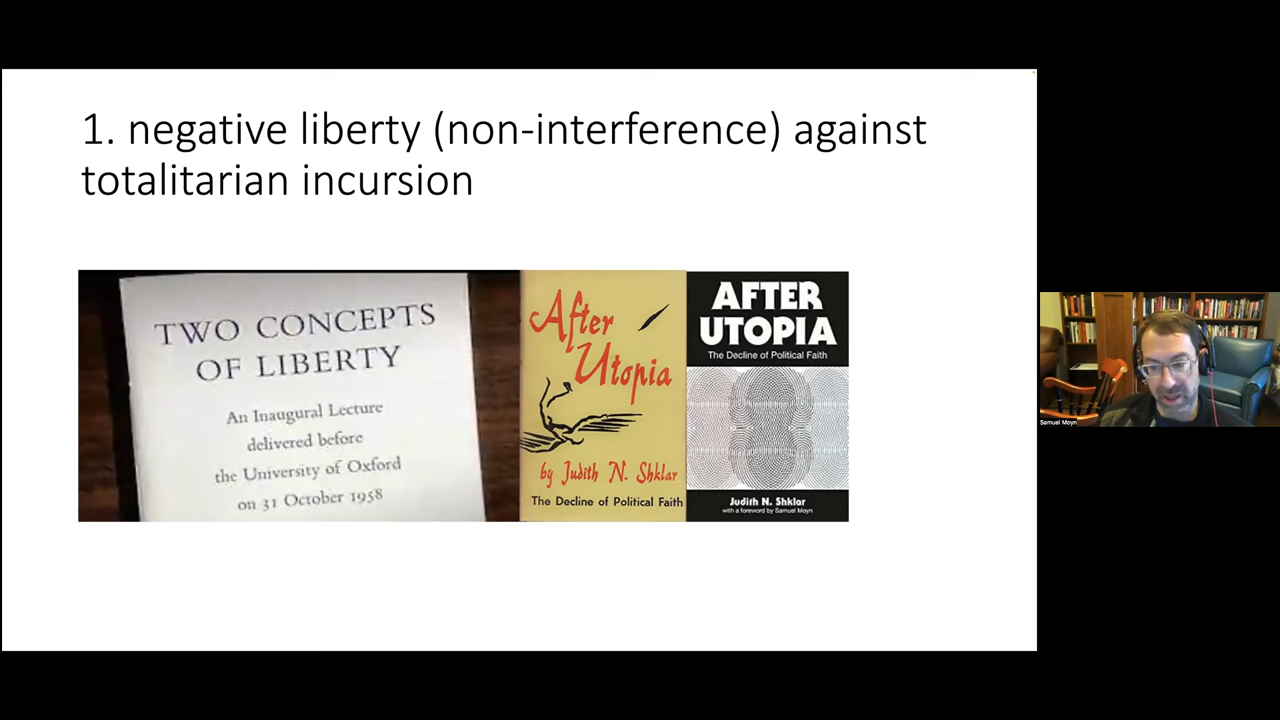 1. negative liberty (non-interference) against
totalitarian incursion
TWO CONCEPTS
OF LIBERTY
An Inaugural Lecture
delivered before
the University of Oxford
on 31 October 1958
After
Utopia
by Judith N. Shklar
The Decline of Political Faith
AFTER
UTOPIA
The Decline of Political Faith
Judith N. Shklar
with a foreword by Samuel Moyn
Samuel Moyn